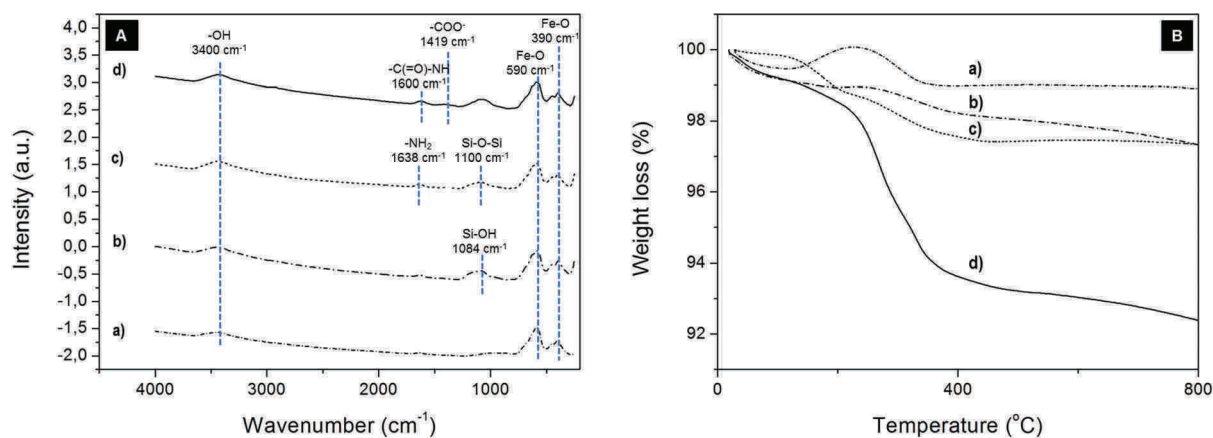 A
4,0
3,5
3,0
2,5
2,0
1,5
1,0
0,5
0,0
-0,5
-1,0
-1,5
-2,0
Intensity (a.u.)
-OH
3400 cm⁻¹
-COO⁻
1419 cm⁻¹
Fe-O
390 cm⁻¹
Fe-O
590 cm⁻¹
-C(=O)-NH
1600 cm⁻¹
d)
-NH₂
1638 cm⁻¹
Si-O-Si
1100 cm⁻¹
c)
Si-OH
1084 cm⁻¹
b)
a)
4000 3000 2000 1000
Wavenumber (cm⁻¹)
B
100
98
96
94
92
Weight loss (%)
a)
b)
c)
d)
0 400 800
Temperature (°C)